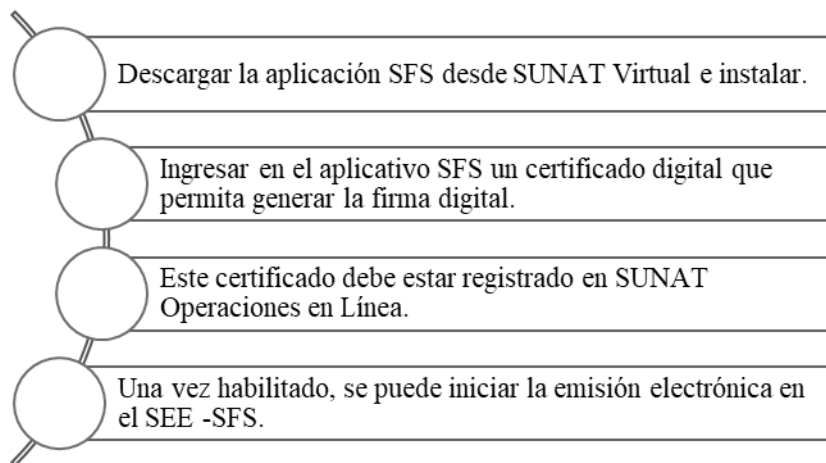 Descargar la aplicación SFS desde SUNAT Virtual e instalar.
Ingresar en el aplicativo SFS un certificado digital que
permita generar la firma digital.
Este certificado debe estar registrado en SUNAT
Operaciones en Línea.
Una vez habilitado, se puede iniciar la emisión electrónica en
el SEE -SFS.